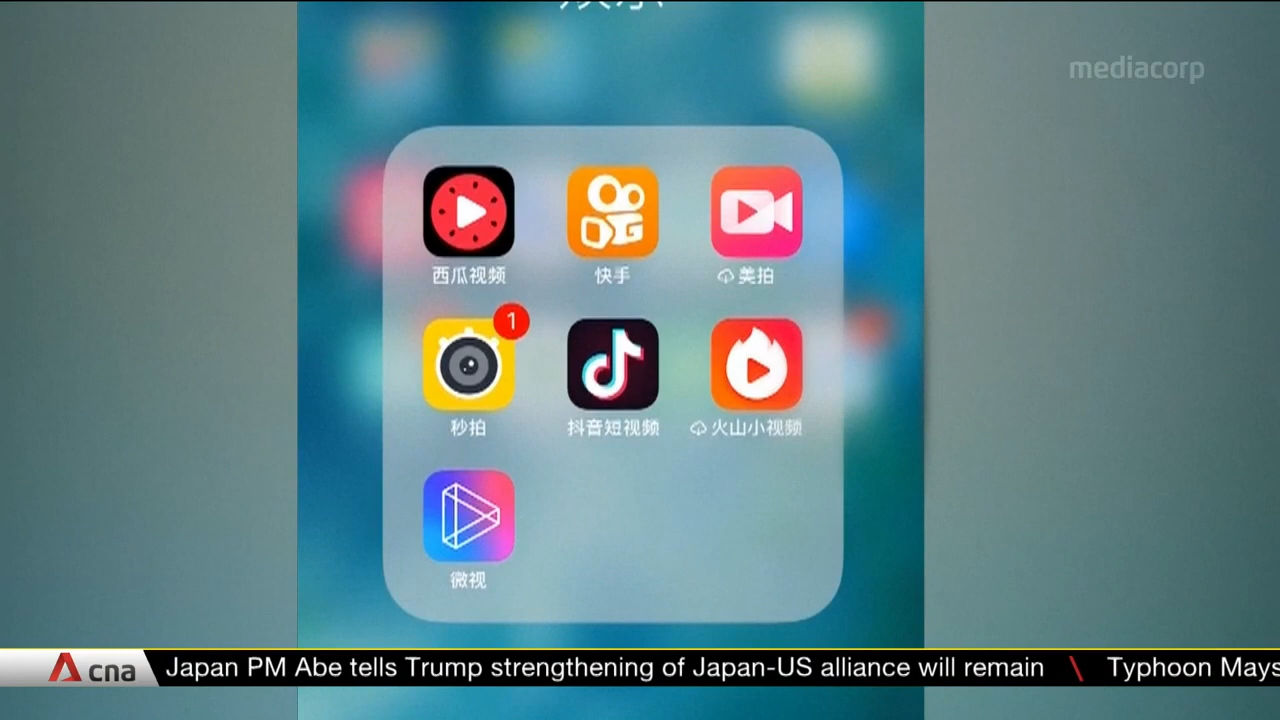 mediacorp
西瓜视频
快手
美拍
1
秒拍
抖音短视频
火山小视频
微视
cna
Japan PM Abe tells Trump strengthening of Japan-US alliance will remain \ Typhoon Mays